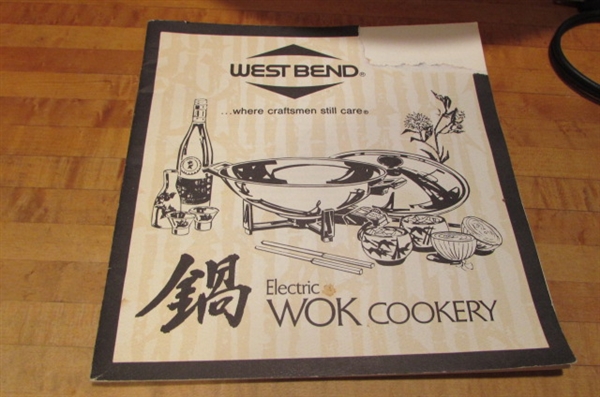 WEST BEND®
...where craftsmen still care®
鍋
Electric
WOK COOKERY